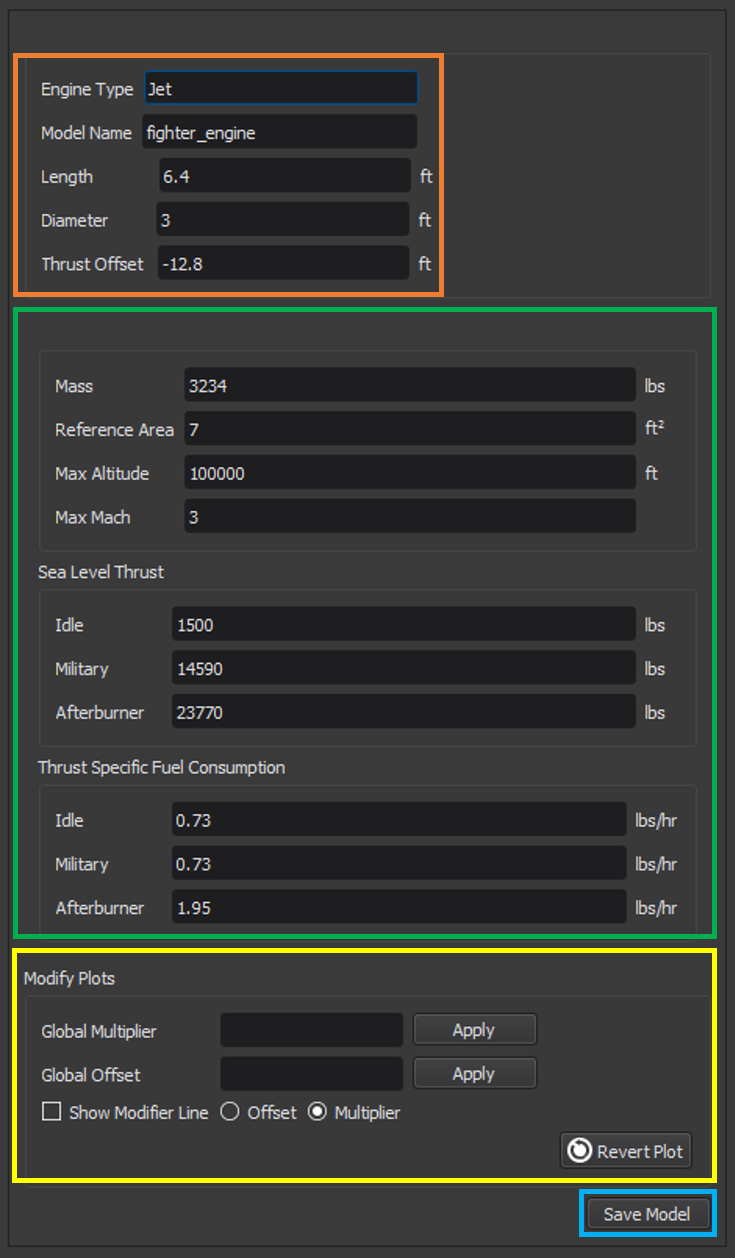 Engine Type Jet
Model Name fighter_engine
Length 6.4 ft
Diameter 3 ft
Thrust Offset -12.8 ft
Mass 3234 lbs
Reference Area 7 ft²
Max Altitude 100000 ft
Max Mach 3
Sea Level Thrust
Idle 1500 lbs
Military 14590 lbs
Afterburner 23770 lbs
Thrust Specific Fuel Consumption
Idle 0.73 lbs/hr
Military 0.73 lbs/hr
Afterburner 1.95 lbs/hr
Modify Plots
Global Multiplier Apply
Global Offset Apply
Show Modifier Line Offset Multiplier
Revert Plot
Save Model